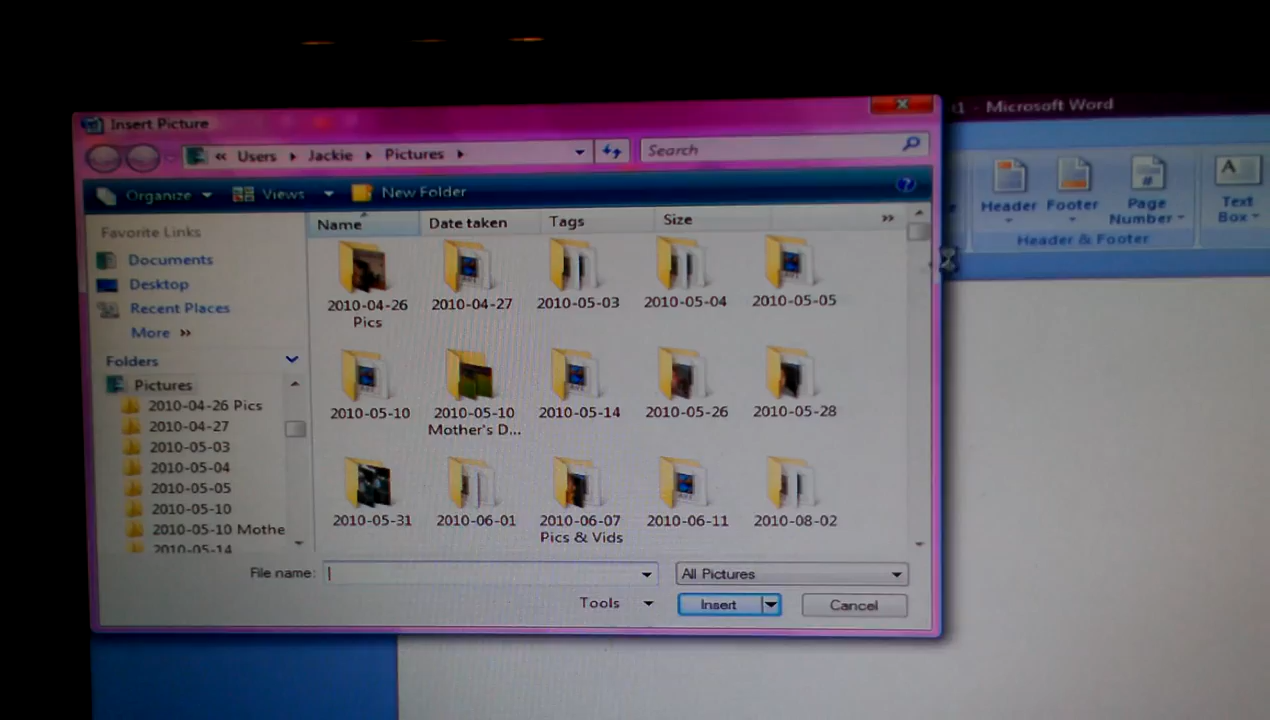 Insert Picture
1 - Microsoft Word
« Users Jackie Pictures
Search
Organize Views New Folder
Header Footer Page Number
Text Box
Header & Footer
Favorite Links
Documents
Desktop
Recent Places
More »
Folders
Pictures
2010-04-26 Pics
2010-04-27
2010-05-03
2010-05-04
2010-05-05
2010-05-10
2010-05-10 Mothe
2010-05-14
Name Date taken Tags Size »
2010-04-26 Pics
2010-04-27
2010-05-03
2010-05-04
2010-05-05
2010-05-10
2010-05-10 Mother's D...
2010-05-14
2010-05-26
2010-05-28
2010-05-31
2010-06-01
2010-06-07 Pics & Vids
2010-06-11
2010-08-02
File name:
All Pictures
Tools
Insert
Cancel